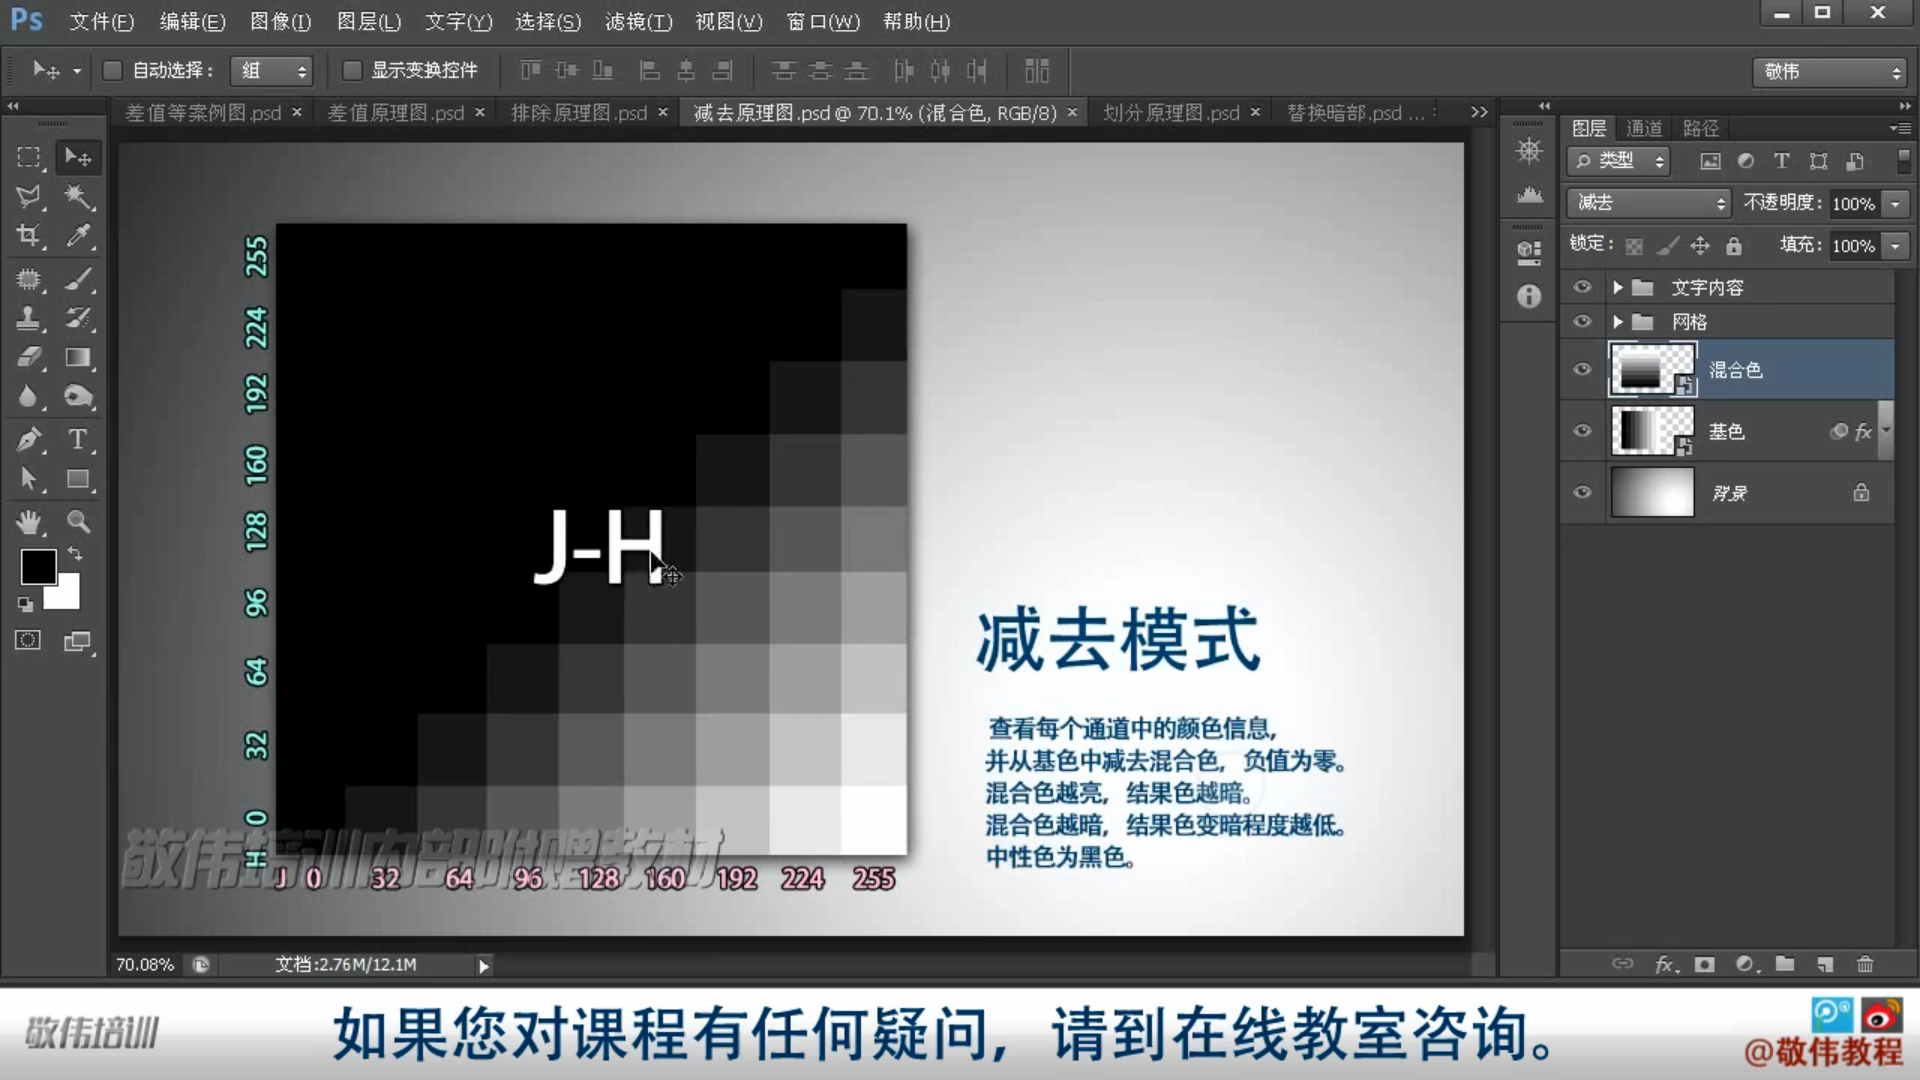 Ps 文件(F) 编辑(E) 图像(I) 图层(L) 文字(Y) 选择(S) 滤镜(T) 视图(V) 窗口(W) 帮助(H)
自动选择： 组 显示变换控件 敬伟
差值等案例图.psd × 差值原理图.psd × 排除原理图.psd × 减去原理图.psd @ 70.1% (混合色, RGB/8) × 划分原理图.psd × 替换暗部.psd ...
图层 通道 路径
类型
减去 不透明度： 100%
锁定： 填充： 100%
文字内容
网格
混合色
基色 fx
背景
255
224
192
160
128
96
64
32
0
H
J-H
J 0 32 64 96 128 160 192 224 255
减去模式
查看每个通道中的颜色信息，
并从基色中减去混合色，负值为零。
混合色越亮，结果色越暗。
混合色越暗，结果色变暗程度越低。
中性色为黑色。
敬伟培训内部附赠教材
70.08% 文档:2.76M/12.1M
敬伟培训
如果您对课程有任何疑问，请到在线教室咨询。
@敬伟教程